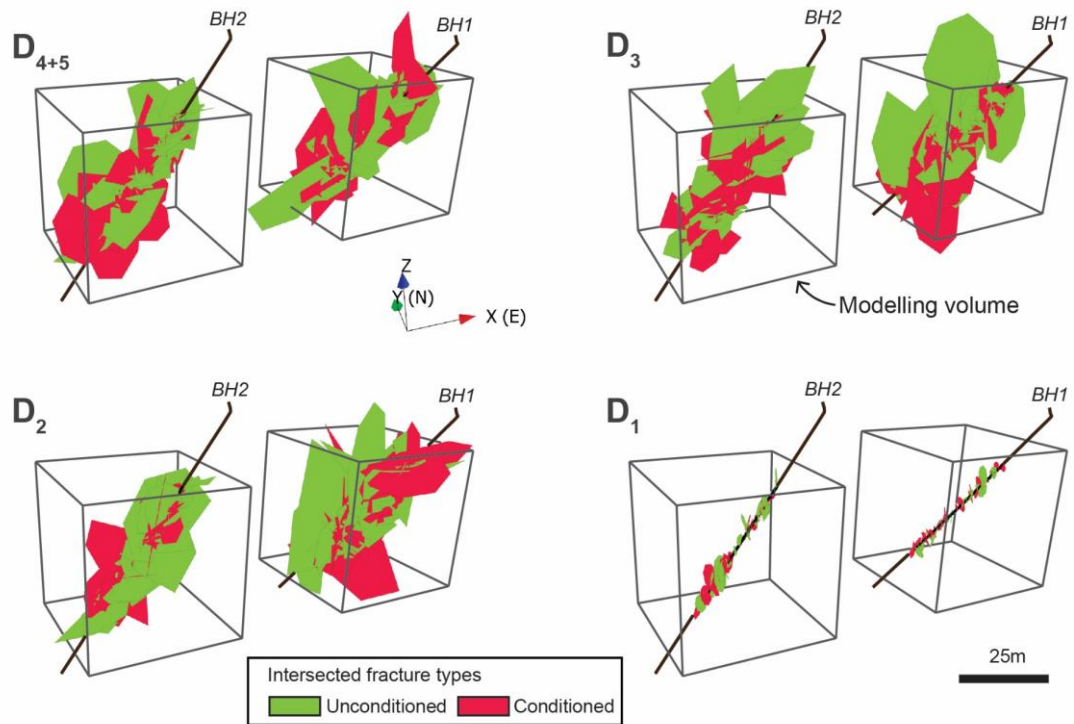 D4+5
BH2
BH1
D3
BH2
BH1
Z
Y (N)
X (E)
Modelling volume
D2
BH2
BH1
D1
BH2
BH1
Intersected fracture types
Unconditioned
Conditioned
25m